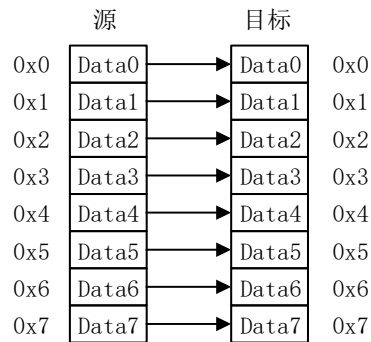 源 目标
0x0 Data0 Data0 0x0
0x1 Data1 Data1 0x1
0x2 Data2 Data2 0x2
0x3 Data3 Data3 0x3
0x4 Data4 Data4 0x4
0x5 Data5 Data5 0x5
0x6 Data6 Data6 0x6
0x7 Data7 Data7 0x7